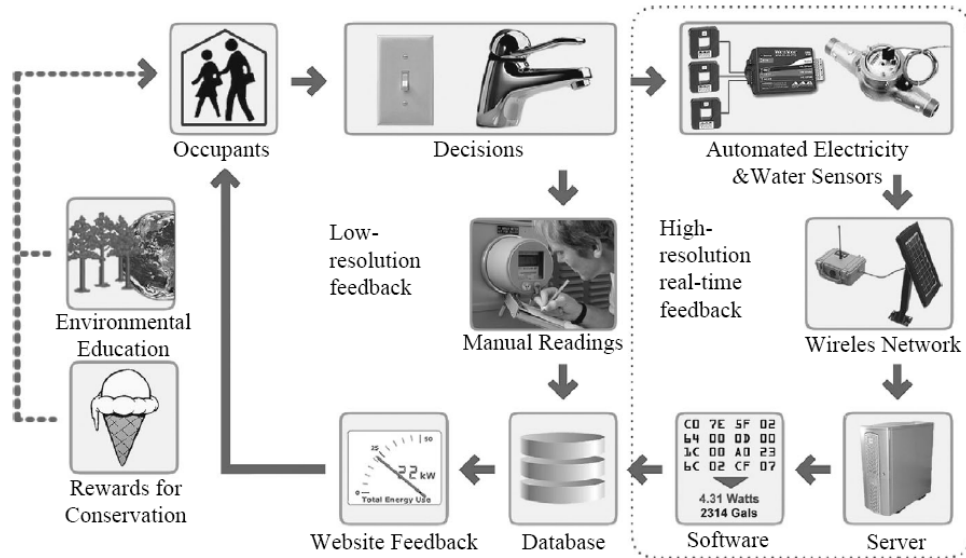 Occupants
Decisions
Automated Electricity
&Water Sensors
Low-
resolution
feedback
High-
resolution
real-time
feedback
Environmental
Education
Manual Readings
Wireles Network
50
25
0
22 kW
Total Energy Use
C0 7E 5F 02
64 00 0D 00
1C 00 A0 23
6C 02 CF 07
4.31 Watts
2314 Gals
Rewards for
Conservation
Website Feedback
Database
Software
Server